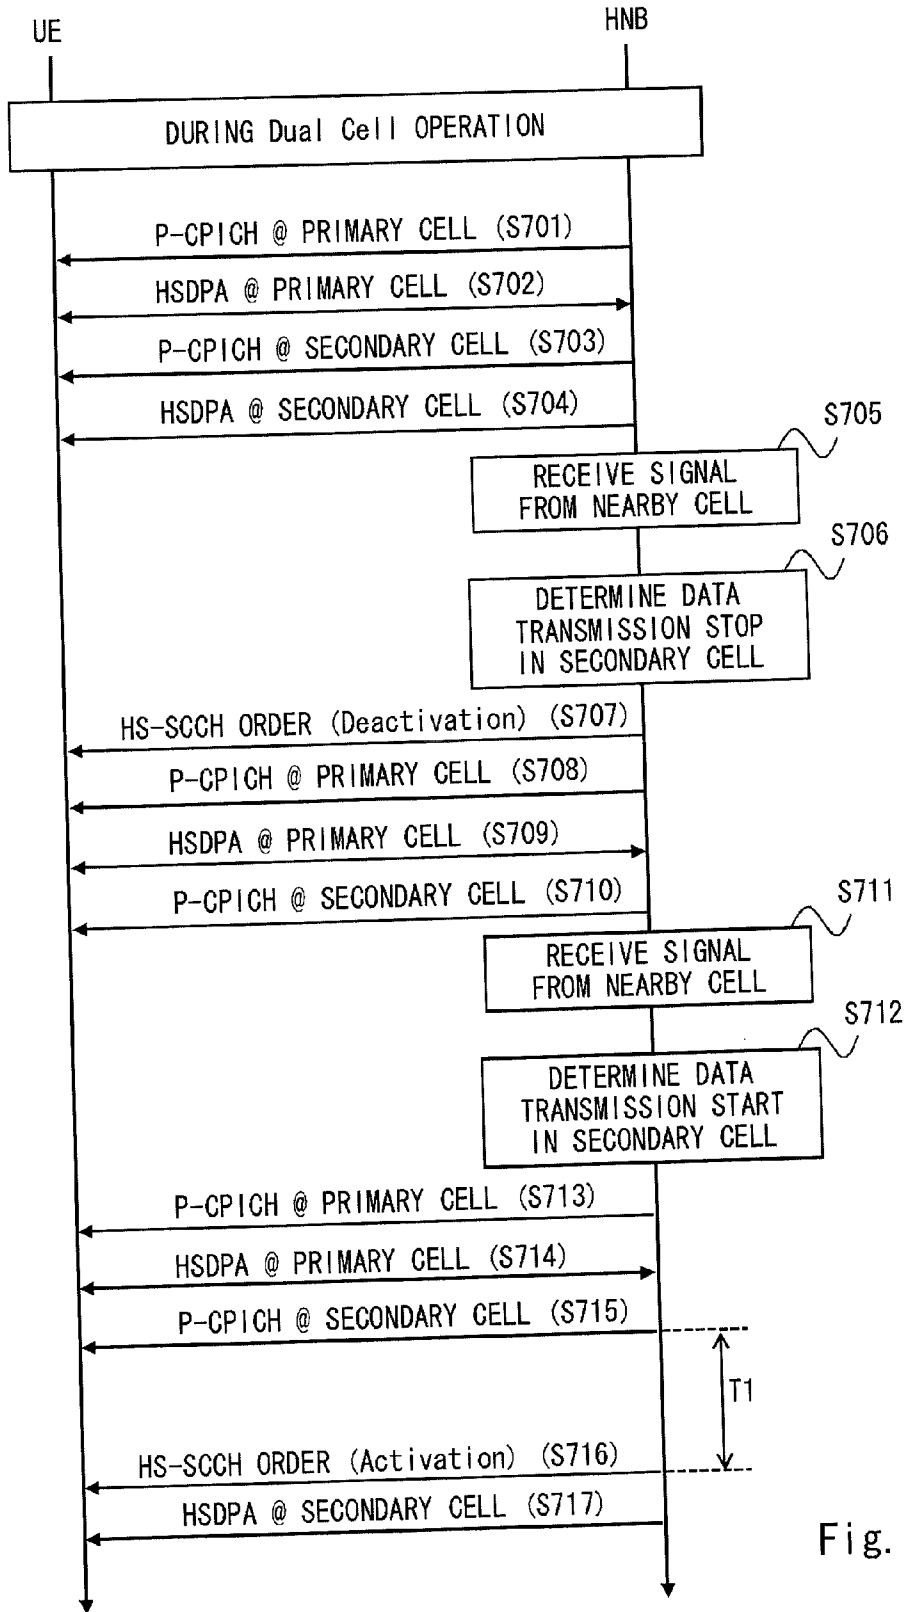 UE
HNB
DURING Dual Cell OPERATION
P-CPICH @ PRIMARY CELL (S701)
HSDPA @ PRIMARY CELL (S702)
P-CPICH @ SECONDARY CELL (S703)
HSDPA @ SECONDARY CELL (S704)
S705
RECEIVE SIGNAL
FROM NEARBY CELL
S706
DETERMINE DATA
TRANSMISSION STOP
IN SECONDARY CELL
HS-SCCH ORDER (Deactivation) (S707)
P-CPICH @ PRIMARY CELL (S708)
HSDPA @ PRIMARY CELL (S709)
P-CPICH @ SECONDARY CELL (S710)
S711
RECEIVE SIGNAL
FROM NEARBY CELL
S712
DETERMINE DATA
TRANSMISSION START
IN SECONDARY CELL
P-CPICH @ PRIMARY CELL (S713)
HSDPA @ PRIMARY CELL (S714)
P-CPICH @ SECONDARY CELL (S715)
T1
HS-SCCH ORDER (Activation) (S716)
HSDPA @ SECONDARY CELL (S717)
Fig.